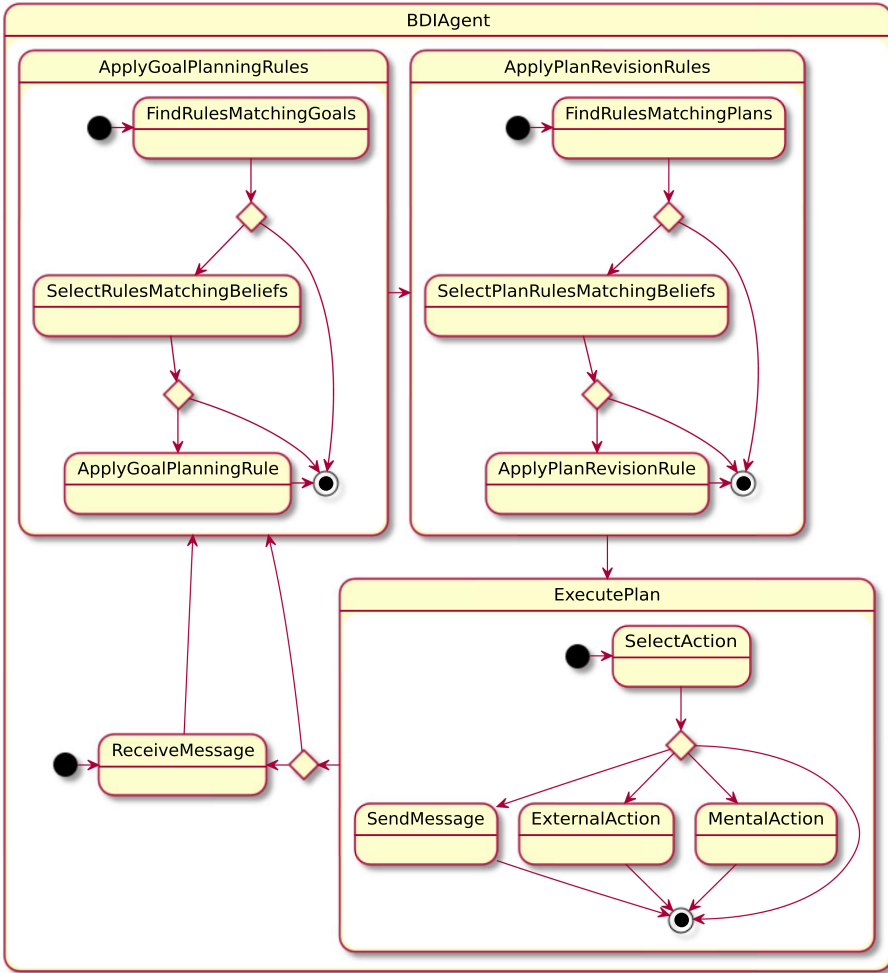 BDIAgent
ApplyGoalPlanningRules
FindRulesMatchingGoals
SelectRulesMatchingBeliefs
ApplyGoalPlanningRule
ApplyPlanRevisionRules
FindRulesMatchingPlans
SelectPlanRulesMatchingBeliefs
ApplyPlanRevisionRule
ExecutePlan
SelectAction
SendMessage
ExternalAction
MentalAction
ReceiveMessage